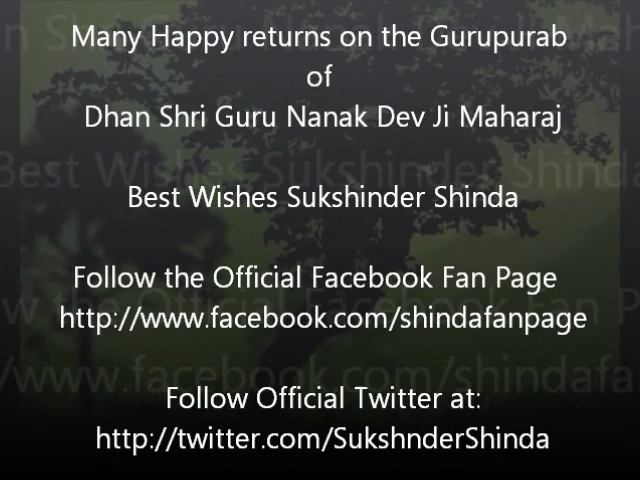 Many Happy returns on the Gurupurab
of
Dhan Shri Guru Nanak Dev Ji Maharaj
Best Wishes Sukshinder Shinda
Follow the Official Facebook Fan Page
http://www.facebook.com/shindafanpage
Follow Official Twitter at:
http://twitter.com/SukshnderShinda